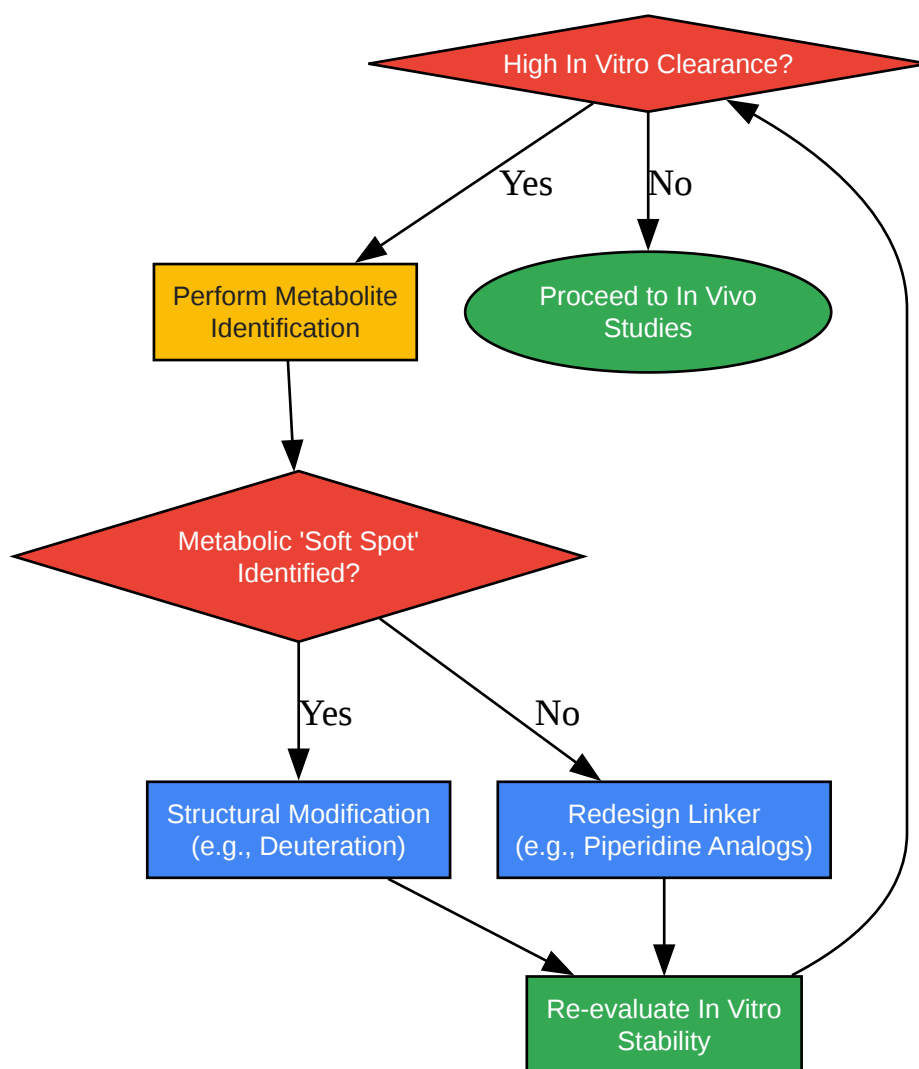 High In Vitro Clearance?
Yes
No
Perform Metabolite
Identification
Proceed to In Vivo
Studies
Metabolic 'Soft Spot'
Identified?
Yes
No
Structural Modification
(e.g., Deuteration)
Redesign Linker
(e.g., Piperidine Analogs)
Re-evaluate In Vitro
Stability